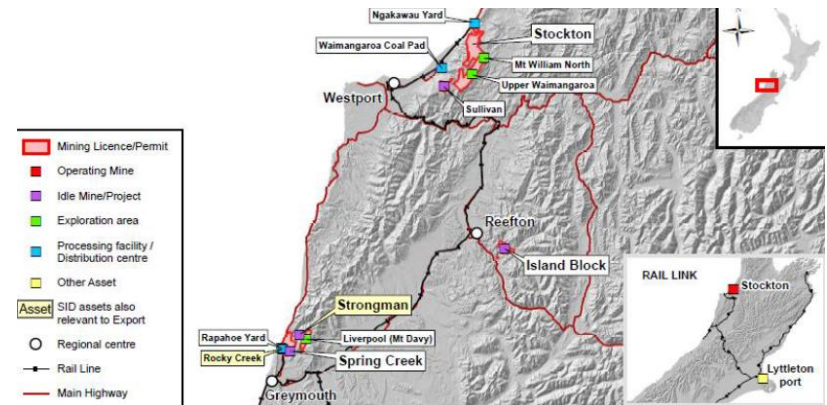 Ngakawau Yard
Stockton
Waimangaroa Coal Pad
Mt William North
Upper Waimangaroa
Westport
Sullivan
Mining Licence/Permit
Operating Mine
Idle Mine/Project
Exploration area
Processing facility /
Distribution centre
Other Asset
Asset
SID assets also
relevant to Export
Regional centre
Rail Line
Main Highway
Reefton
Island Block
Strongman
Rapahoe Yard
Liverpool (Mt Davy)
Rocky Creek
Spring Creek
Greymouth
RAIL LINK
Stockton
Lyttleton
port